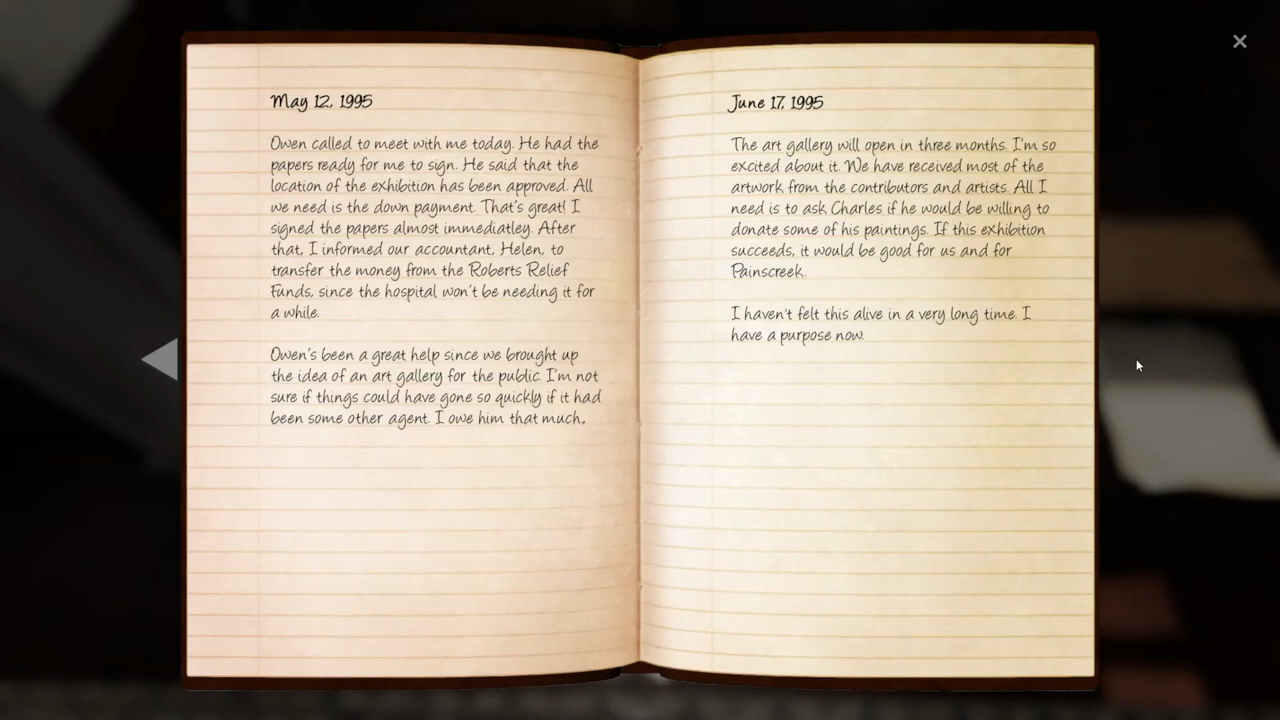 May 12, 1995
Owen called to meet with me today. He had the
papers ready for me to sign. He said that the
location of the exhibition has been approved. All
we need is the down payment. That's great! I
signed the papers almost immediatley. After
that, I informed our accountant, Helen, to
transfer the money from the Roberts Relief
Funds, since the hospital won't be needing it for
a while.
Owen's been a great help since we brought up
the idea of an art gallery for the public. I'm not
sure if things could have gone so quickly if it had
been some other agent. I owe him that much.
June 17, 1995
The art gallery will open in three months. I'm so
excited about it. We have received most of the
artwork from the contributors and artists. All I
need is to ask Charles if he would be willing to
donate some of his paintings. If this exhibition
succeeds, it would be good for us and for
Painscreek.
I haven't felt this alive in a very long time. I
have a purpose now.